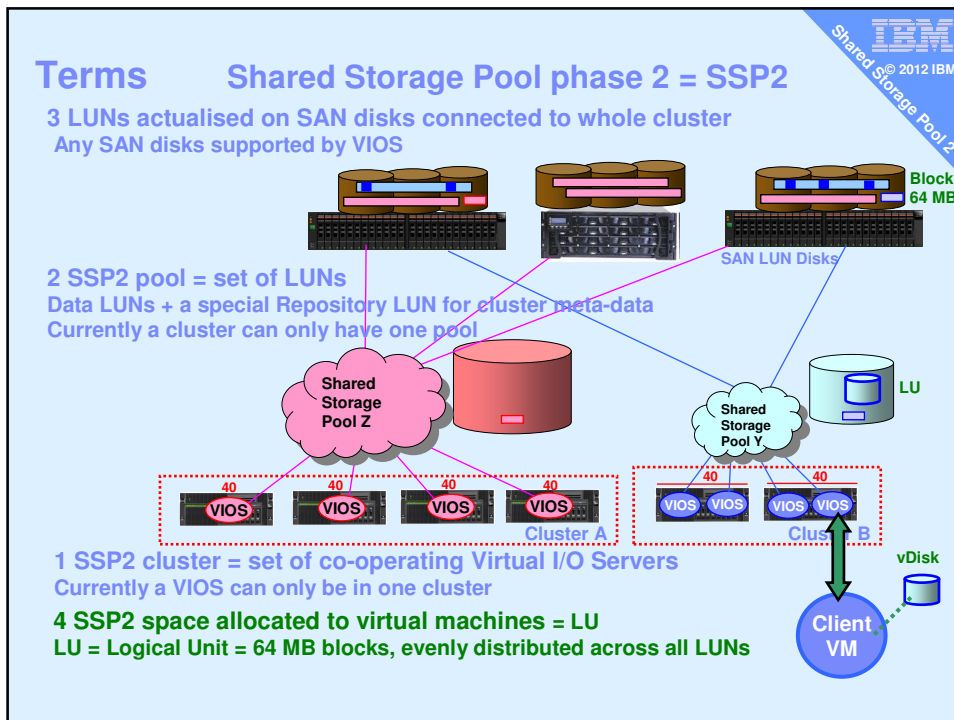 IBM
© 2012 IBM
Shared Storage Pool 2
Terms Shared Storage Pool phase 2 = SSP2
3 LUNs actualised on SAN disks connected to whole cluster
Any SAN disks supported by VIOS
Block
64 MB
SAN LUN Disks
2 SSP2 pool = set of LUNs
Data LUNs + a special Repository LUN for cluster meta-data
Currently a cluster can only have one pool
Shared
Storage
Pool Z
Shared
Storage
Pool Y
LU
40 40 40 40
VIOS VIOS VIOS VIOS
Cluster A
40 40
VIOS VIOS VIOS VIOS
Cluster B
1 SSP2 cluster = set of co-operating Virtual I/O Servers
Currently a VIOS can only be in one cluster
vDisk
4 SSP2 space allocated to virtual machines = LU
LU = Logical Unit = 64 MB blocks, evenly distributed across all LUNs
Client
VM